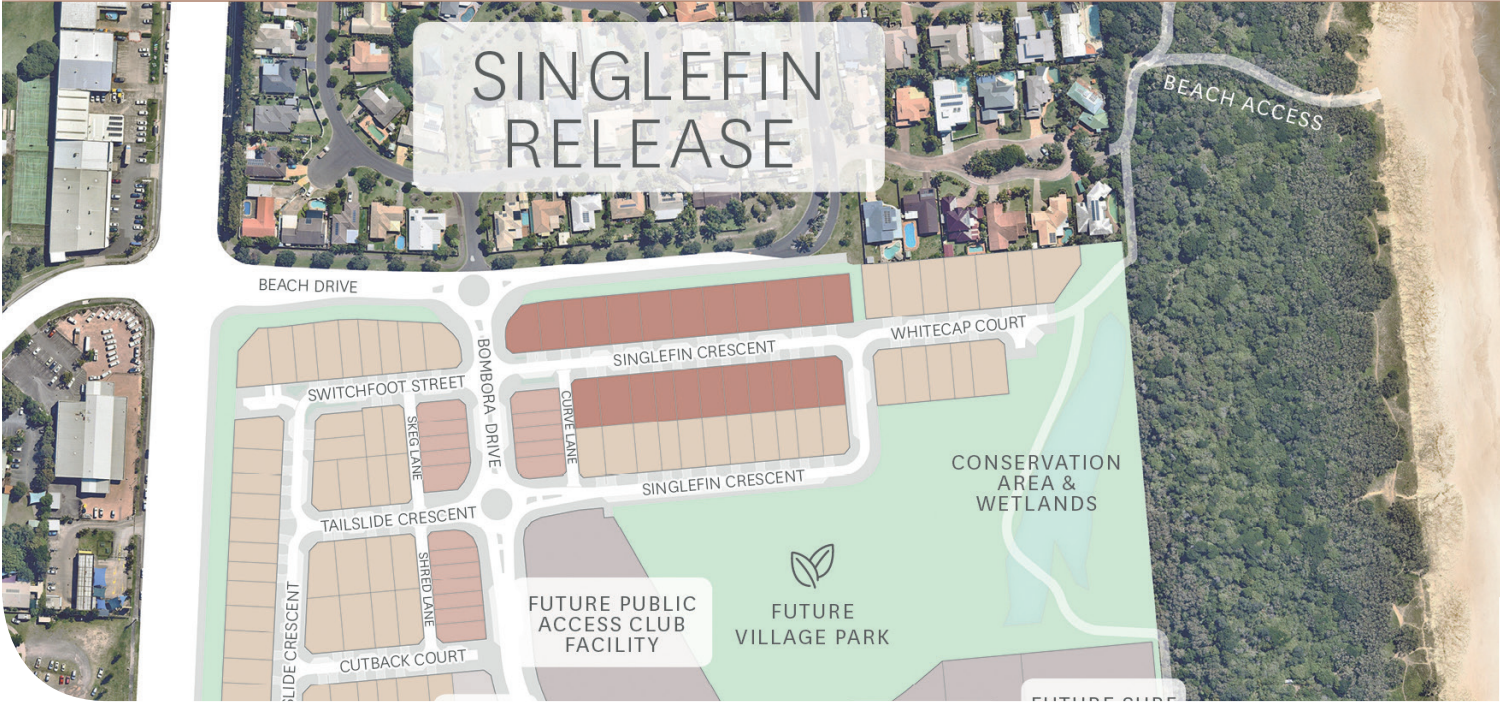 SINGLEFIN
RELEASE
BEACH ACCESS
BEACH DRIVE
BOMBORA DRIVE
SINGLEFIN CRESCENT
WHITECAP COURT
SWITCHFOOT STREET
SKEG LANE
CURVE LANE
SINGLEFIN CRESCENT
CONSERVATION
AREA &
WETLANDS
TAILSLIDE CRESCENT
SHRED LANE
SLIDE CRESCENT
FUTURE PUBLIC
ACCESS CLUB
FACILITY
FUTURE
VILLAGE PARK
CUTBACK COURT
FUTURE SURF